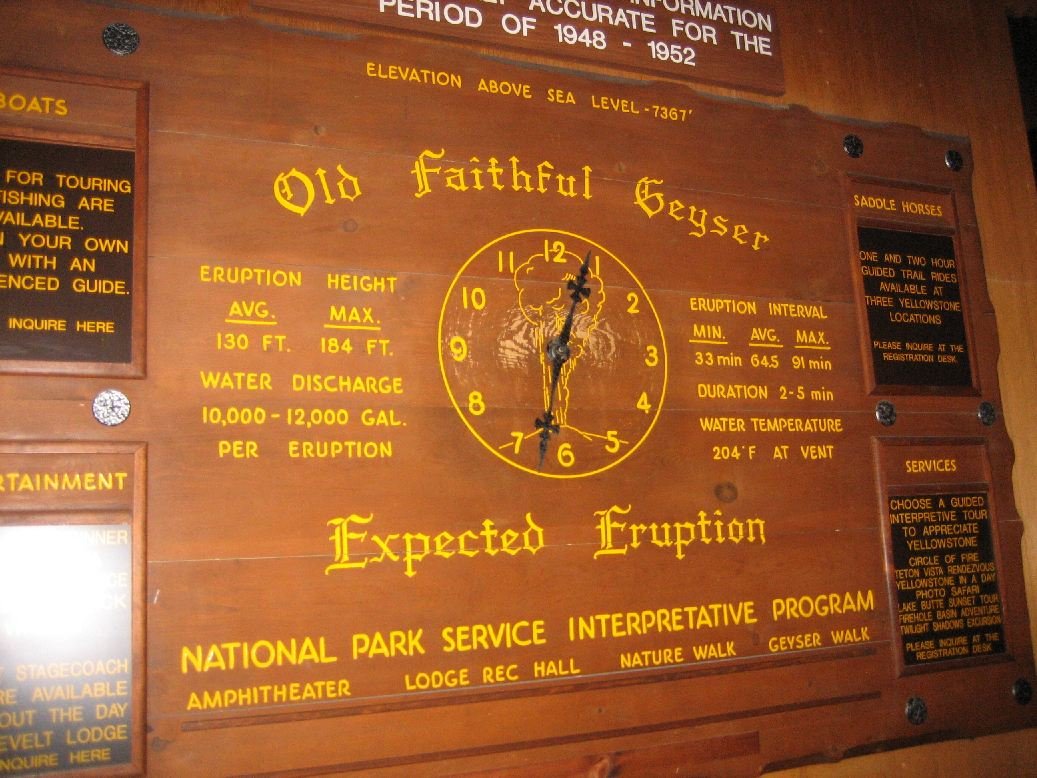 INFORMATION
ACCURATE FOR THE
PERIOD OF 1948 - 1952
ELEVATION ABOVE SEA LEVEL - 7367'
Old Faithful Geyser
BOATS
FOR TOURING
FISHING ARE
AVAILABLE.
YOUR OWN
WITH AN
ENCED GUIDE.
INQUIRE HERE
ERUPTION HEIGHT
AVG. MAX.
130 FT. 184 FT.
WATER DISCHARGE
10,000 - 12,000 GAL.
PER ERUPTION
12
1
2
3
4
5
6
7
8
9
10
11
ERUPTION INTERVAL
MIN. AVG. MAX.
33 min 64.5 91 min
DURATION 2-5 min
WATER TEMPERATURE
204°F AT VENT
SADDLE HORSES
ONE AND TWO HOUR
GUIDED TRAIL RIDES
AVAILABLE AT
THREE YELLOWSTONE
LOCATIONS
PLEASE INQUIRE AT THE
REGISTRATION DESK
Expected Eruption
NATIONAL PARK SERVICE INTERPRETATIVE PROGRAM
AMPHITHEATER LODGE REC HALL NATURE WALK GEYSER WALK
RTAINMENT
NNER
CE
SK
STAGECOACH
RE AVAILABLE
OUT THE DAY
EVELT LODGE
INQUIRE HERE
SERVICES
CHOOSE A GUIDED
INTERPRETIVE TOUR
TO APPRECIATE
YELLOWSTONE
CIRCLE OF FIRE
TETON VISTA RENDEZVOUS
YELLOWSTONE IN A DAY
PHOTO SAFARI
LAKE BUTTE SUNSET TOUR
FIREHOLE BASIN ADVENTURE
TWILIGHT SHADOWS EXCURSION
PLEASE INQUIRE AT THE
REGISTRATION DESK